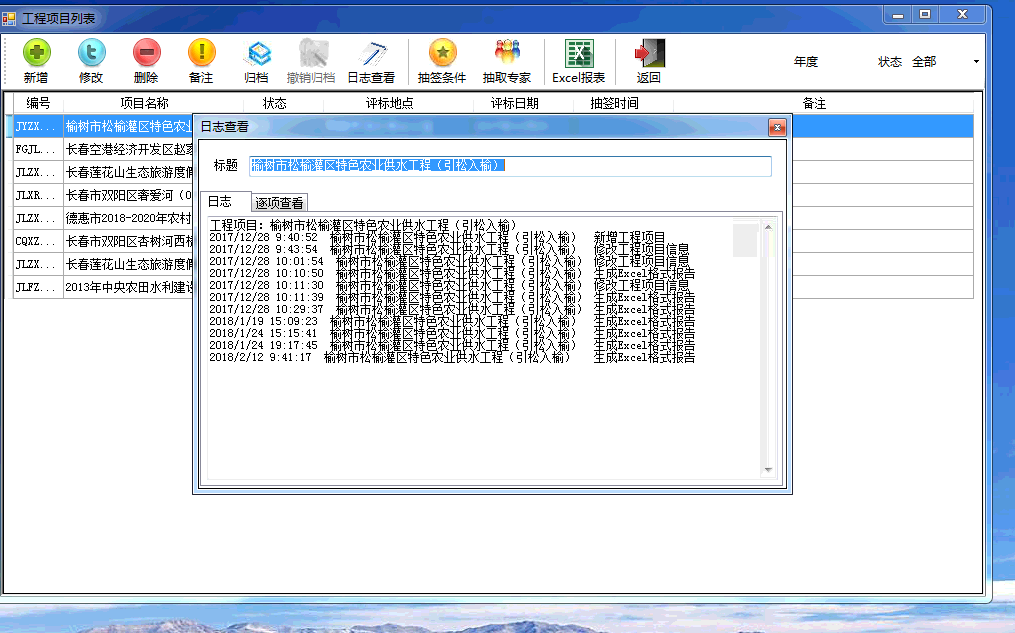 工程项目列表
新增 修改 删除 备注 归档 撤销归档 日志查看 抽签条件 抽取专家 Excel报表 返回 年度 状态 全部
编号 项目名称 状态 评标地点 评标日期 抽签时间 备注
JYZX... 榆树市松榆灌区特色农业
FGJL... 长春空港经济开发区赵家
JLZX... 长春莲花山生态旅游度假
JLXR... 长春市双阳区奢爱河（0
JLZX... 德惠市2018-2020年农村
CQXZ... 长春市双阳区杏树河西桥
JLZX... 长春莲花山生态旅游度假
JLFZ... 2013年中央农田水利建设
日志查看
标题 榆树市松榆灌区特色农业供水工程（引松入榆）
日志 逐项查看
工程项目：榆树市松榆灌区特色农业供水工程（引松入榆）
2017/12/28 9:40:52 榆树市松榆灌区特色农业供水工程（引松入榆） 新增工程项目
2017/12/28 9:43:54 榆树市松榆灌区特色农业供水工程（引松入榆） 修改工程项目信息
2017/12/28 10:01:54 榆树市松榆灌区特色农业供水工程（引松入榆） 修改工程项目信息
2017/12/28 10:10:50 榆树市松榆灌区特色农业供水工程（引松入榆） 生成Excel格式报告
2017/12/28 10:11:30 榆树市松榆灌区特色农业供水工程（引松入榆） 修改工程项目信息
2017/12/28 10:11:39 榆树市松榆灌区特色农业供水工程（引松入榆） 生成Excel格式报告
2017/12/28 10:29:37 榆树市松榆灌区特色农业供水工程（引松入榆） 生成Excel格式报告
2018/1/19 15:09:23 榆树市松榆灌区特色农业供水工程（引松入榆） 生成Excel格式报告
2018/1/24 15:15:41 榆树市松榆灌区特色农业供水工程（引松入榆） 生成Excel格式报告
2018/1/24 19:17:45 榆树市松榆灌区特色农业供水工程（引松入榆） 生成Excel格式报告
2018/2/12 9:41:17 榆树市松榆灌区特色农业供水工程（引松入榆） 生成Excel格式报告